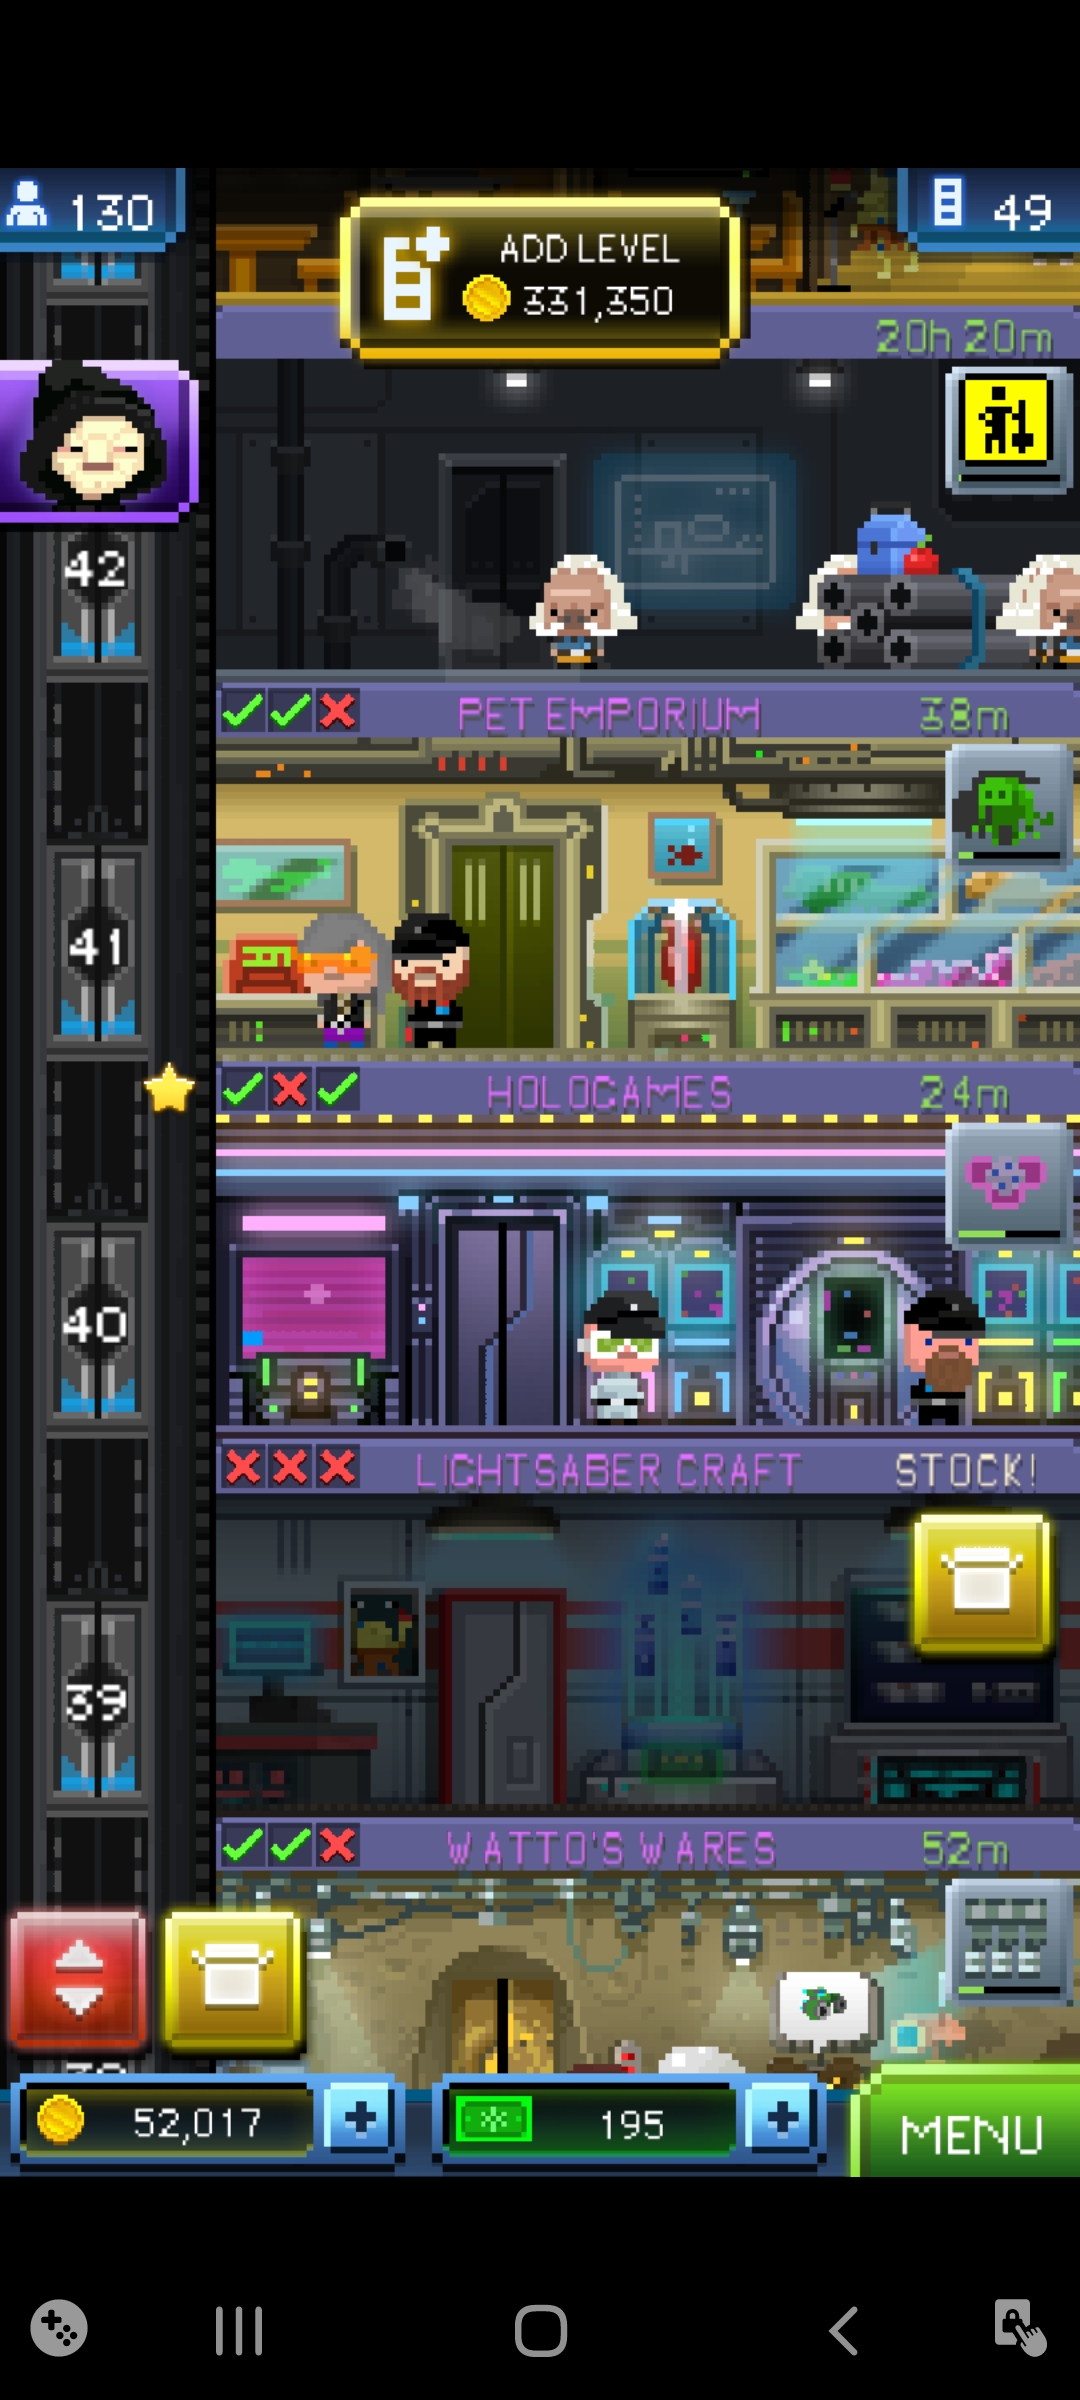 130
49
ADD LEVEL
331,350
20h 20m
42
PET EMPORIUM
38m
41
HOLOGAMES
24m
40
LIGHTSABER CRAFT
STOCK!
39
WATTO'S WARES
52m
52,017
195
MENU